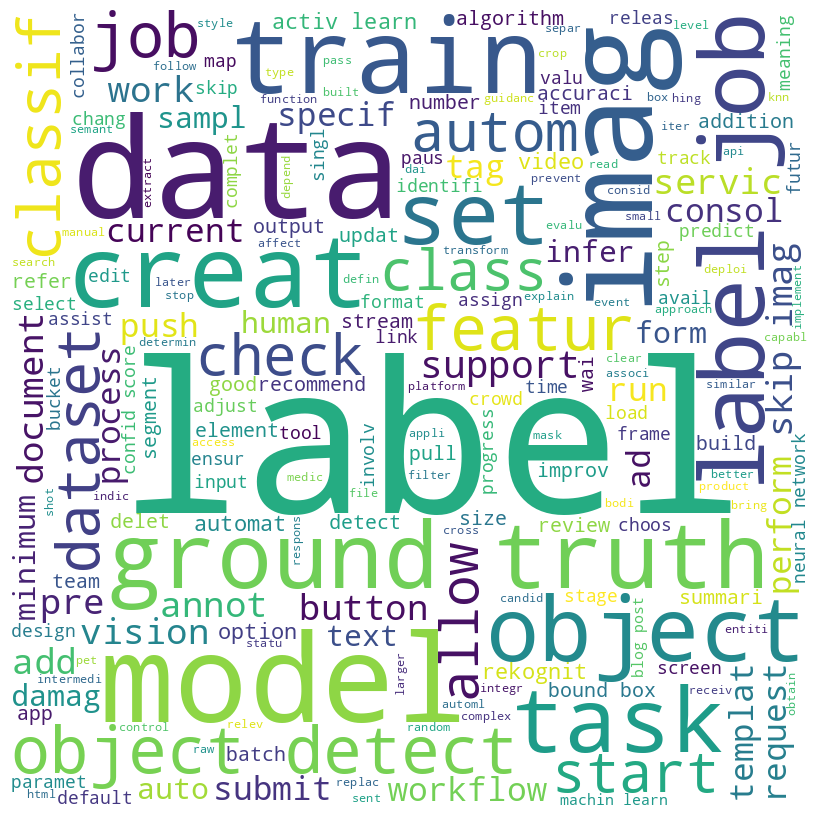 style
separ
level
activ learn
algorithm
releas
collabor
job
train
imag
job
meaning
classif
follow
map
pass
crop
work
skip
type
built
valu
box
hing
knn
function
number
guidanc
accuraci
iter
chang
sampl
specif
item
addition
semant
singl
autom
data
extract
complet
depend
paus
tag
video
track
api
futur
dai
prevent
read
identifi
consid
servic
current
output
set
small
consol
manual
affect
updat
evalu
infer
step
predict
search
transform
label
refer
edit
creat
later
defin
class
explain
event
avail
deploi
select
stop
format
assign
approach
implement
assist
push
human
stream
featur
form
capabl
document
determin
check
link
support
wai
clear
skip imag
bucket
process
good
recommend
platform
crowd
time
associ
similar
dataset
confid score
segment
adjust
label
run
load
element
tool
appli
frame
build
involv
pull
progress
mask
improv
ad
better
ensur
access
input
medic
filter
product
neural network
shot
indic
file
bodi
bring
minimum
delet
automat
detect
size
review
choos
perform
respons
cross
ground truth
team
pre
annot
allow
candid
stage
summari
button
design
vision
option
text
object
entiti
statu
blog post
add
pet
model
rekognit
screen
intermedi
larger
integr
bound box
receiv
obtain
damag
templat
request
app
control
relev
random
automl
complex
task
object detect
paramet
raw
batch
start
html
default
auto
submit
replac
sent
workflow
machin learn